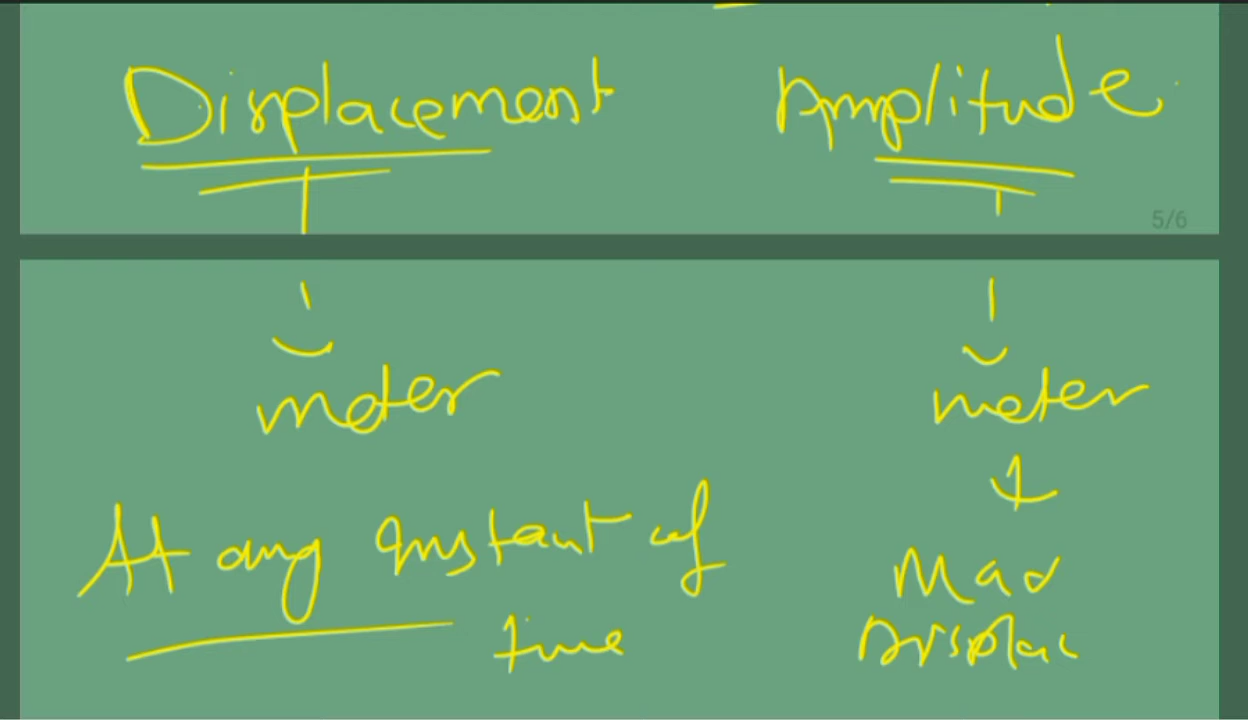 Displacement Amplitude
5/6
meter meter
At any instant of Max
time Displac